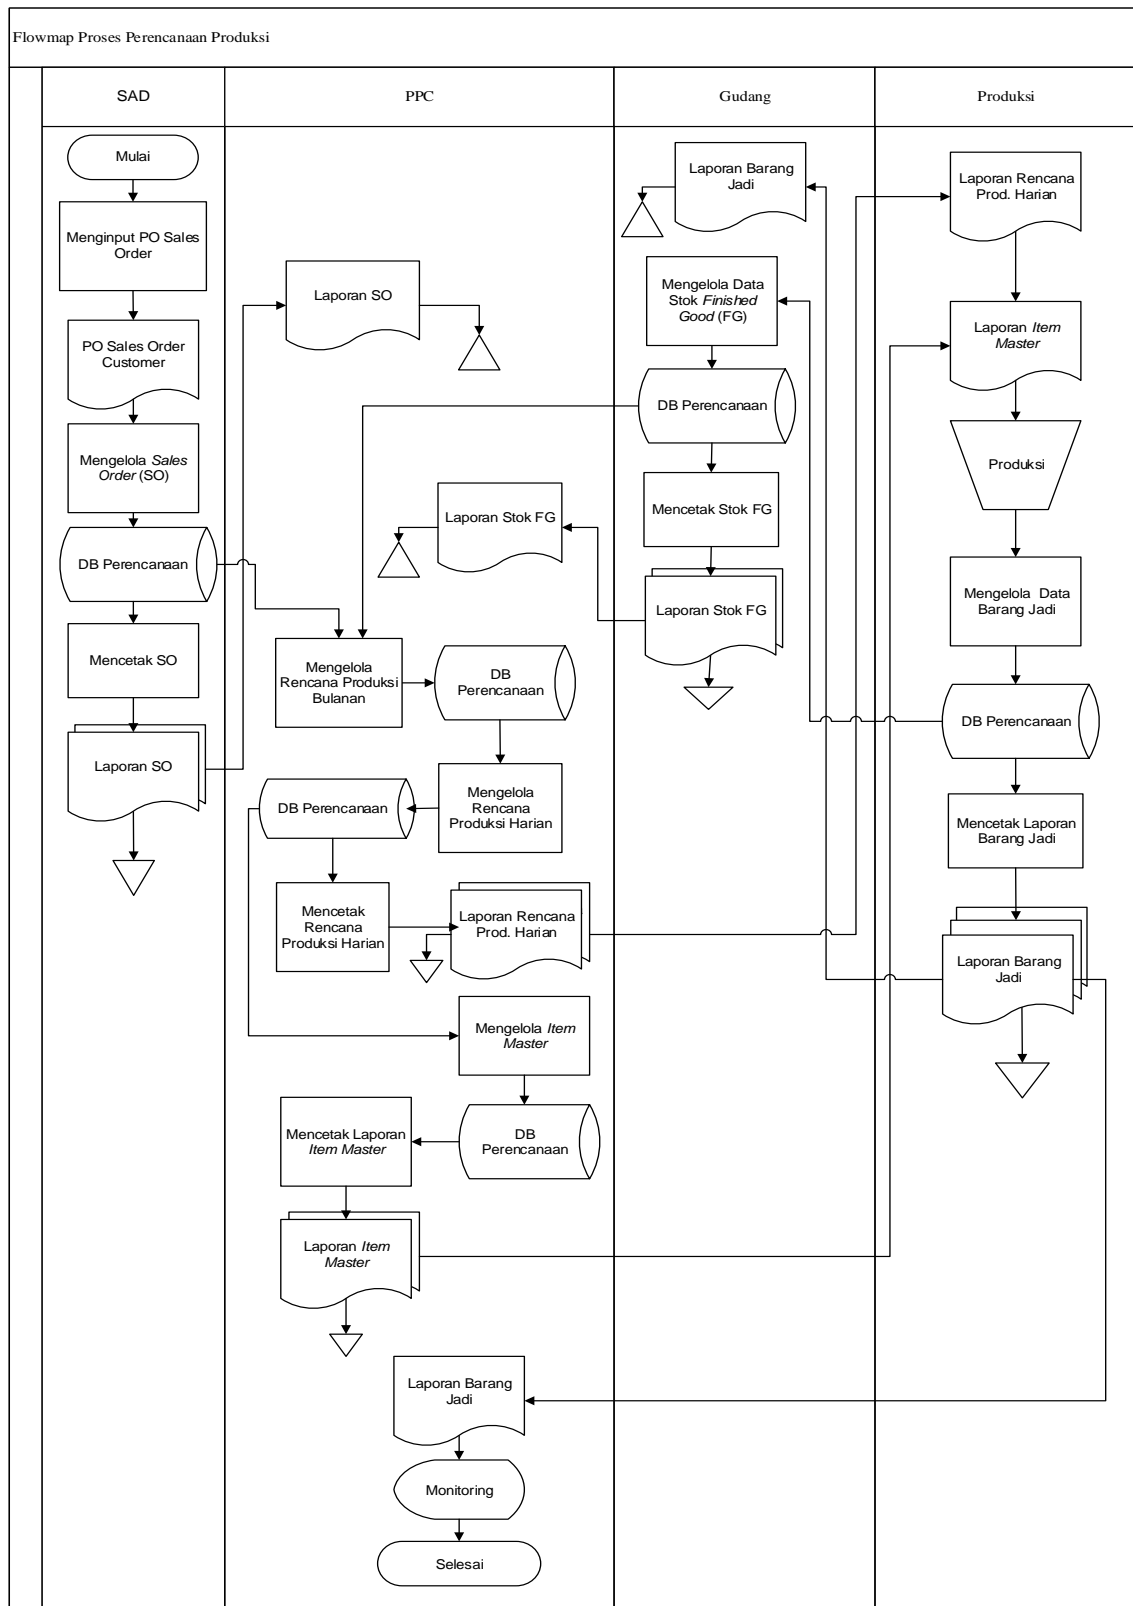 Flowmap Proses Perencanaan Produksi
SAD
PPC
Gudang
Produksi
Mulai
Menginput PO Sales
Order
PO Sales Order
Customer
Mengelola Sales
Order (SO)
DB Perencanaan
Mencetak SO
Laporan SO
Laporan SO
Laporan Stok FG
Mengelola
Rencana Produksi
Bulanan
DB
Perencanaan
Mengelola
Rencana
Produksi Harian
DB Perencanaan
Mencetak
Rencana
Produksi Harian
Laporan Rencana
Prod. Harian
Mengelola Item
Master
DB
Perencanaan
Mencetak Laporan
Item Master
Laporan Item
Master
Laporan Barang
Jadi
Monitoring
Selesai
Laporan Barang
Jadi
Mengelola Data
Stok Finished
Good (FG)
DB Perencanaan
Mencetak Stok FG
Laporan Stok FG
Laporan Rencana
Prod. Harian
Laporan Item
Master
Produksi
Mengelola Data
Barang Jadi
DB Perencanaan
Mencetak Laporan
Barang Jadi
Laporan Barang
Jadi